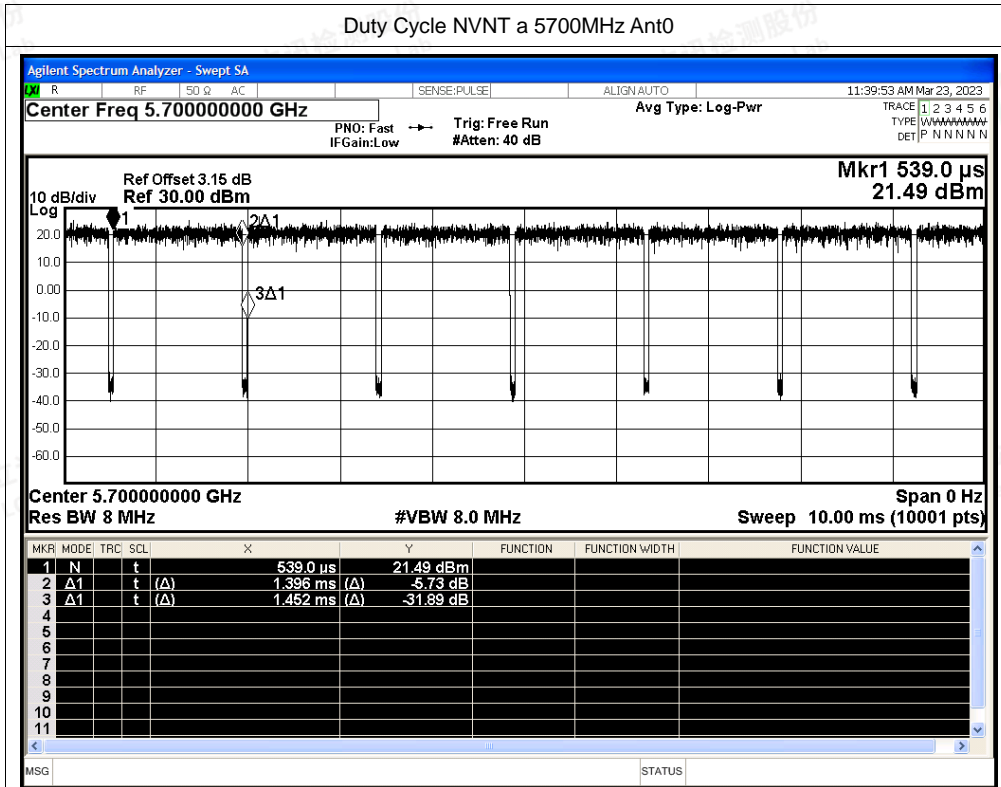 Duty Cycle NVNT a 5700MHz Ant0
Agilent Spectrum Analyzer - Swept SA
LXI R RF 50 Ω AC SENSE:PULSE ALIGN AUTO 11:39:53 AM Mar 23, 2023
Center Freq 5.700000000 GHz
PNO: Fast
IFGain:Low
Trig: Free Run
#Atten: 40 dB
Avg Type: Log-Pwr
TRACE 1 2 3 4 5 6
TYPE W
DET P N N N N N
Mkr1 539.0 µs
21.49 dBm
Ref Offset 3.15 dB
10 dB/div Ref 30.00 dBm
Log
1
2Δ1
3Δ1
20.0
10.0
0.00
-10.0
-20.0
-30.0
-40.0
-50.0
-60.0
Center 5.700000000 GHz Span 0 Hz
Res BW 8 MHz #VBW 8.0 MHz Sweep 10.00 ms (10001 pts)
MKR MODE TRC SCL X Y FUNCTION FUNCTION WIDTH FUNCTION VALUE
1 N t 539.0 µs 21.49 dBm
2 Δ1 t (Δ) 1.396 ms (Δ) -5.73 dB
3 Δ1 t (Δ) 1.452 ms (Δ) -31.89 dB
4
5
6
7
8
9
10
11
MSG STATUS